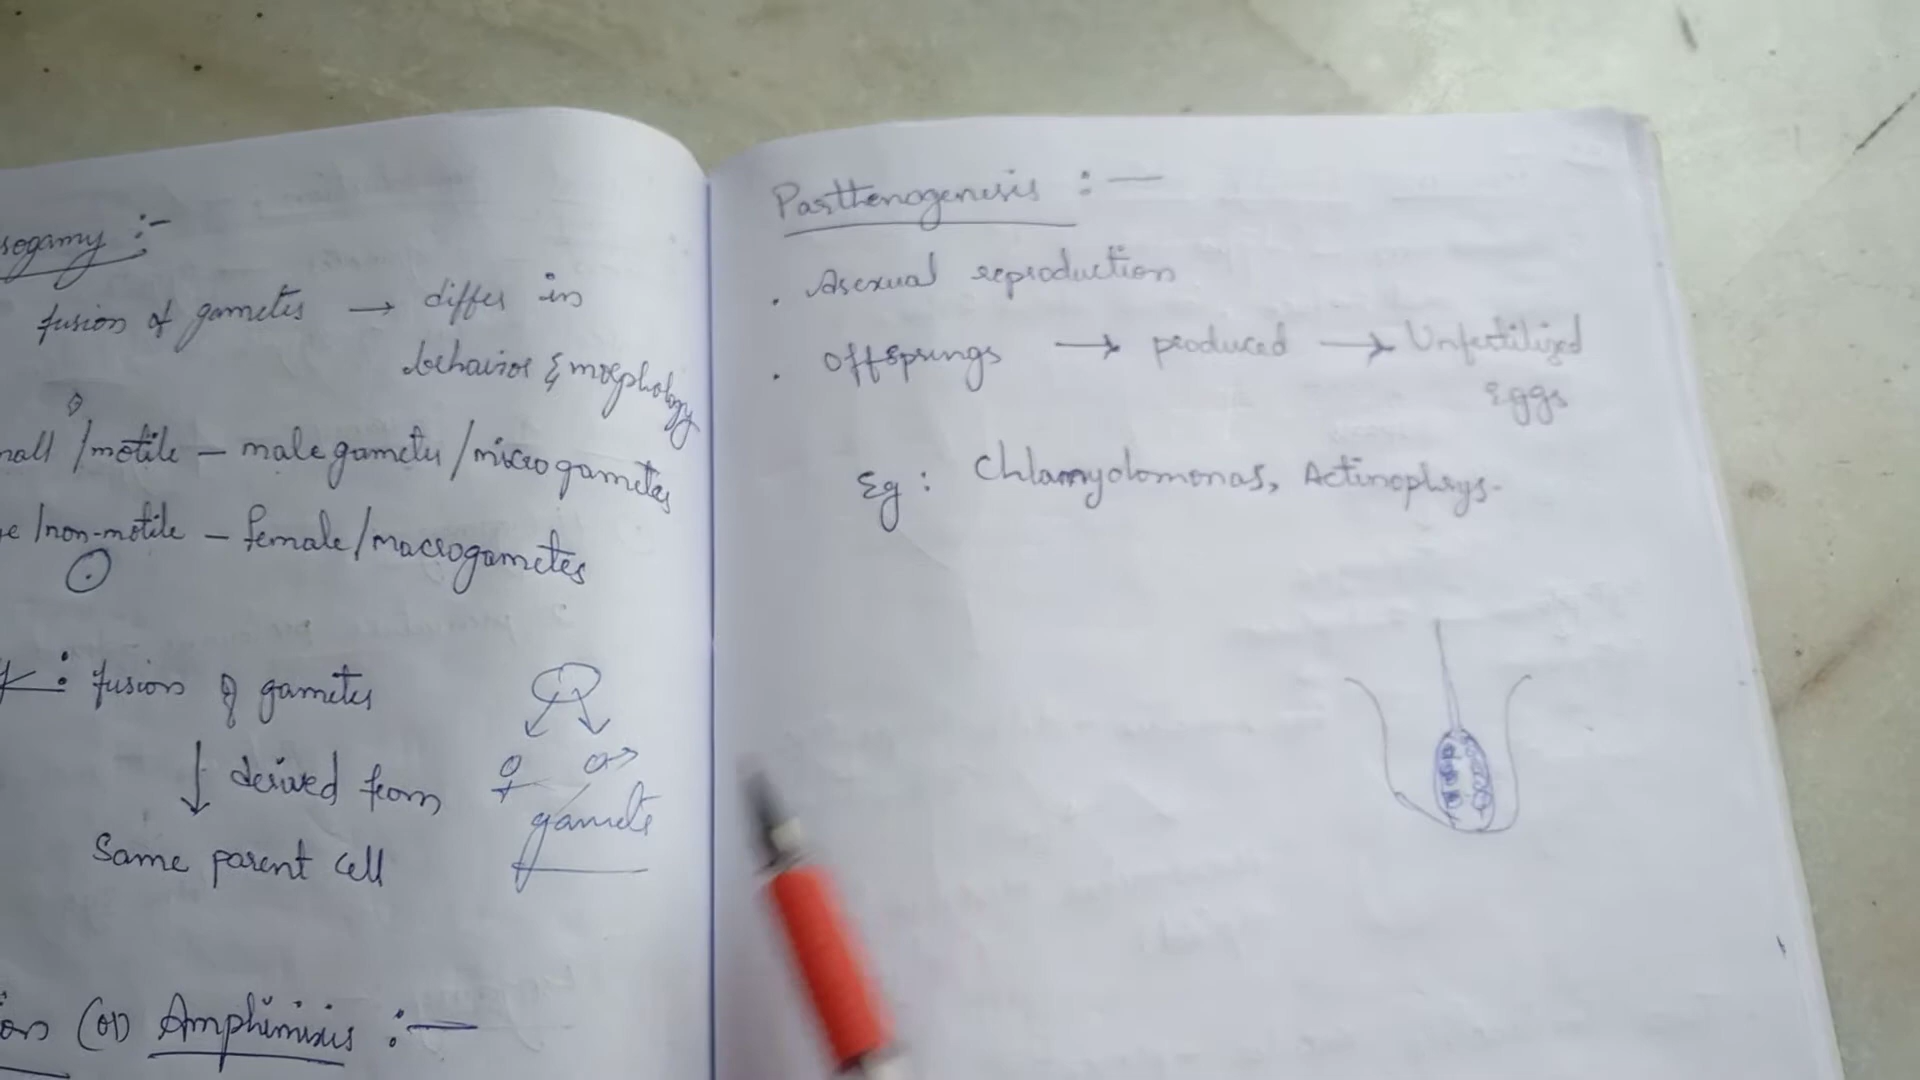 sogamy :-
fusion of gametes → differ in
behavior & morphology
mall /motile – male gametes/microgametes
e /non-motile – female/macrogametes
: fusion of gametes
↓ derived from
Same parent cell
gamete
ion (or) Amphimixis :—
Parthenogenesis : —
. Asexual reproduction
. Offsprings → produced → Unfertilized
Eggs
Eg : Chlamydomonas, Actinophrys.